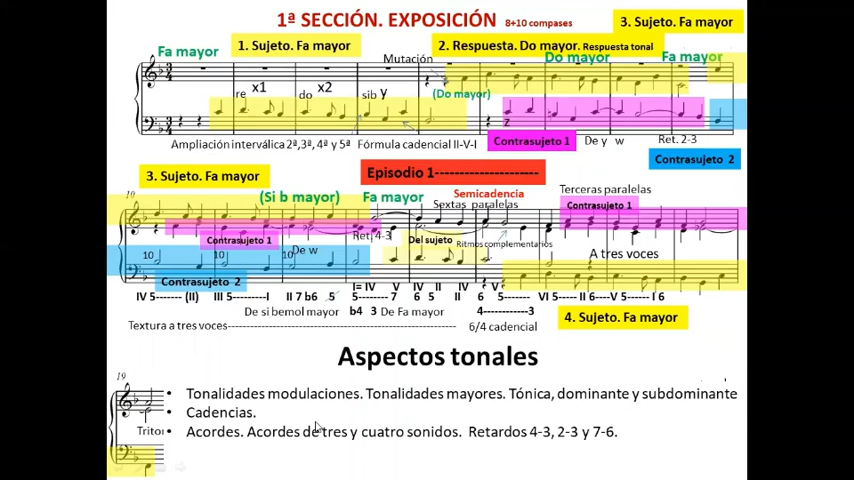 1ª SECCIÓN. EXPOSICIÓN 8+10 compases
3. Sujeto. Fa mayor
Fa mayor
1. Sujeto. Fa mayor
2. Respuesta. Do mayor. Respuesta tonal
Mutación
Do mayor
Fa mayor
re x1 do x2 sib y
(Do mayor)
z
Ampliación interválica 2ª,3ª, 4ª y 5ª
Fórmula cadencial II-V-I
Contrasujeto 1
De y w
Ret. 2-3
Contrasujeto 2
3. Sujeto. Fa mayor
Episodio 1----------------------
10
(Si b mayor)
Fa mayor
Semicadencia
Terceras paralelas
Sextas paralelas
Contrasujeto 1
Contrasujeto 1
Ret. 4-3
Del sujeto
Ritmos complementarios
10 10 10
De w
A tres voces
Contrasujeto 2
I= IV V IV II V
IV 5------- (II) III 5--------I II 7 b6 5 5-------- 7 6 5 II 6 5------- VI 5----- II 6----V 5------ I 6
De si bemol mayor b4 3 De Fa mayor 4------------3
4. Sujeto. Fa mayor
Textura a tres voces
6/4 cadencial
Aspectos tonales
19
• Tonalidades modulaciones. Tonalidades mayores. Tónica, dominante y subdominante
• Cadencias.
Trito
• Acordes. Acordes de tres y cuatro sonidos. Retardos 4-3, 2-3 y 7-6.